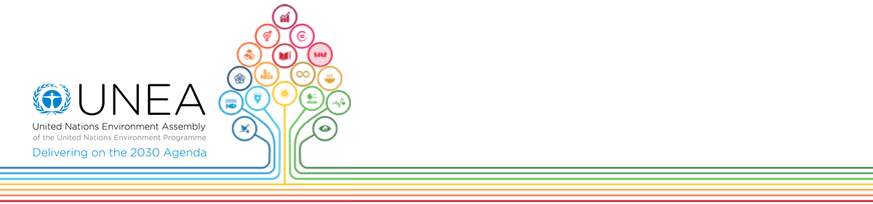 UNEA
United Nations Environment Assembly
of the United Nations Environment Programme
Delivering on the 2030 Agenda